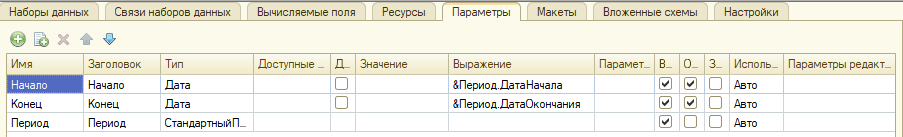 Наборы данных Связи наборов данных Вычисляемые поля Ресурсы Параметры Макеты Вложенные схемы Настройки
Имя Заголовок Тип Доступные ... Д... Значение Выражение Парамет... В... О... З... Исполь... Параметры редакт...
Начало Начало Дата &Период.ДатаНачала Авто
Конец Конец Дата &Период.ДатаОкончания Авто
Период Период СтандартныйП... Авто